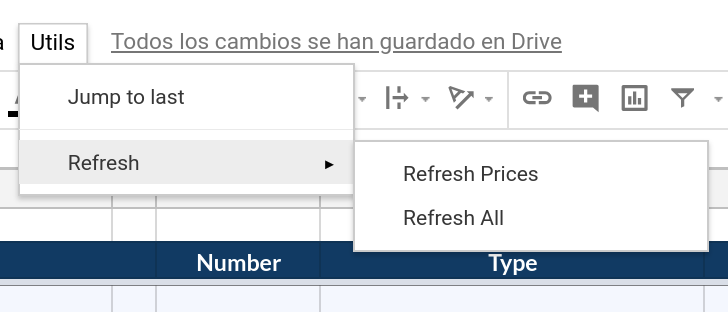 a Utils Todos los cambios se han guardado en Drive
Jump to last
Refresh
Refresh Prices
Refresh All
Number Type